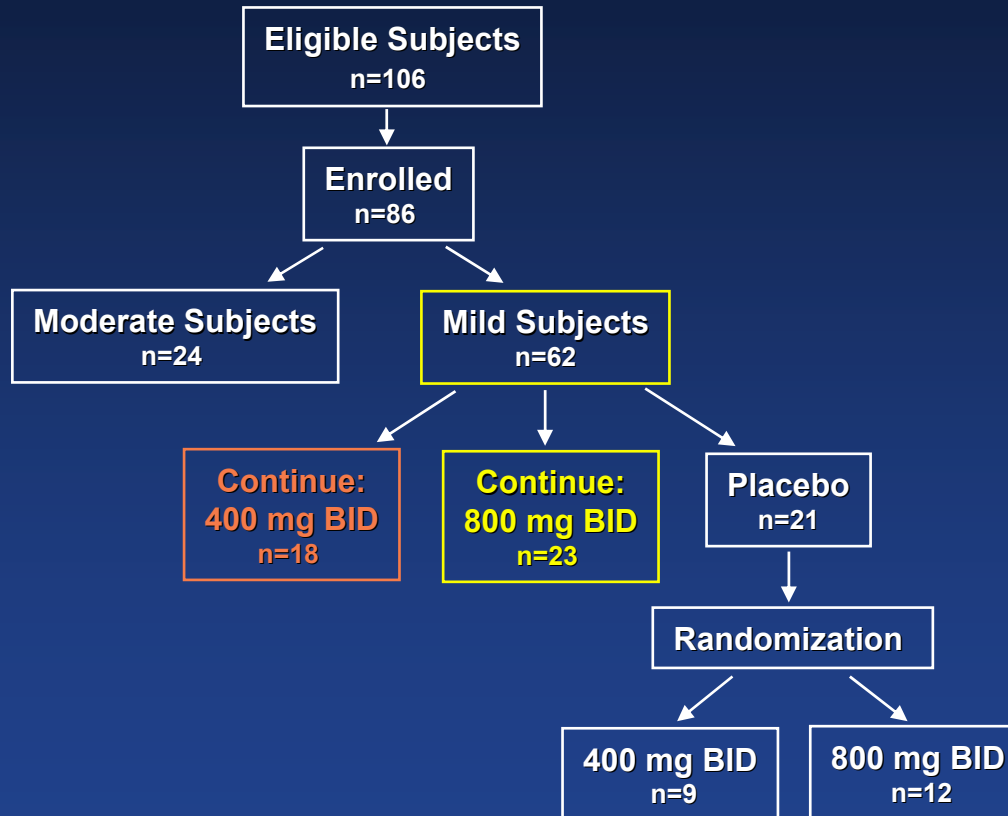 Eligible Subjects
n=106
Enrolled
n=86
Moderate Subjects
n=24
Mild Subjects
n=62
Continue:
400 mg BID
n=18
Continue:
800 mg BID
n=23
Placebo
n=21
Randomization
400 mg BID
n=9
800 mg BID
n=12